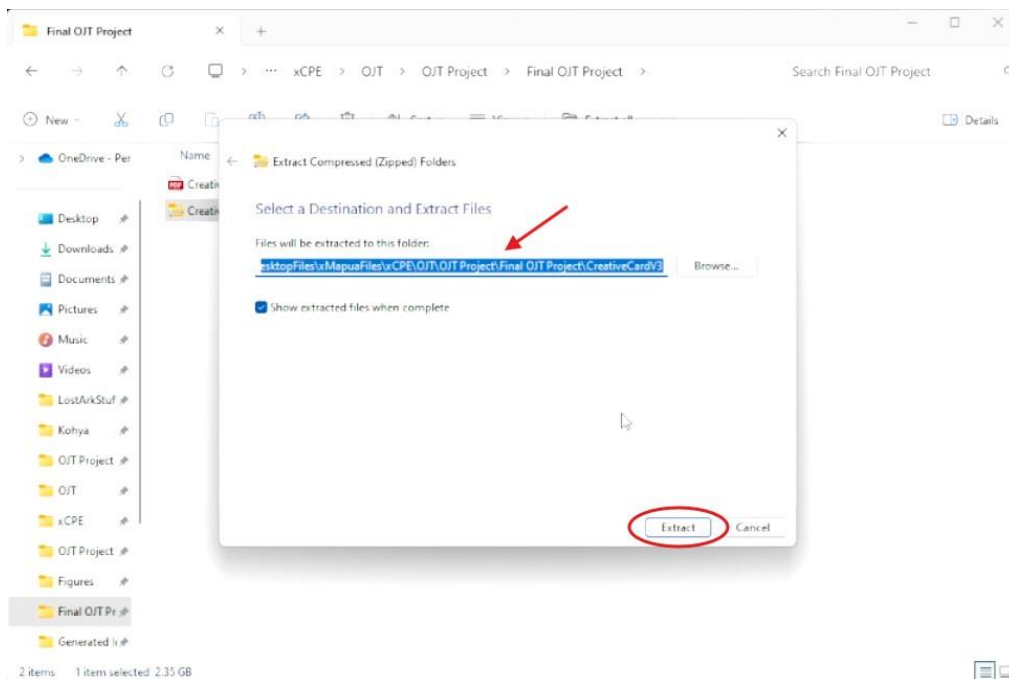 Final OJT Project
xCPE > OJT > OJT Project > Final OJT Project >
Search Final OJT Project
New
Details
OneDrive - Per
Name
Extract Compressed (Zipped) Folders
Creativ
Creativ
Select a Destination and Extract Files
Desktop
Downloads
Files will be extracted to this folder:
esktopFiles\xMapuaFiles\xCPE\OJT\OJT Project\Final OJT Project\CreativeCardV3
Browse...
Documents
Show extracted files when complete
Pictures
Music
Videos
LostArkStuf
Kohya
OJT Project
OJT
xCPE
Extract
Cancel
OJT Project
Figures
Final OJT Pr
Generated I
2 items
1 item selected 2.35 GB